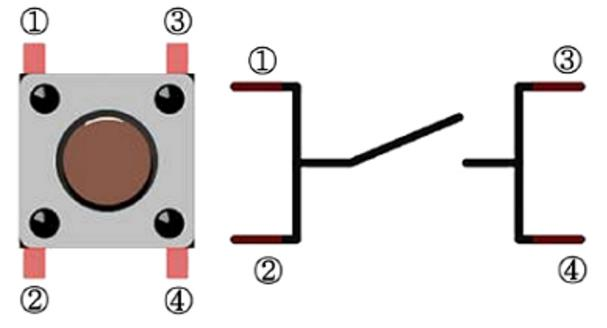 ① ③
① ③
② ④
② ④